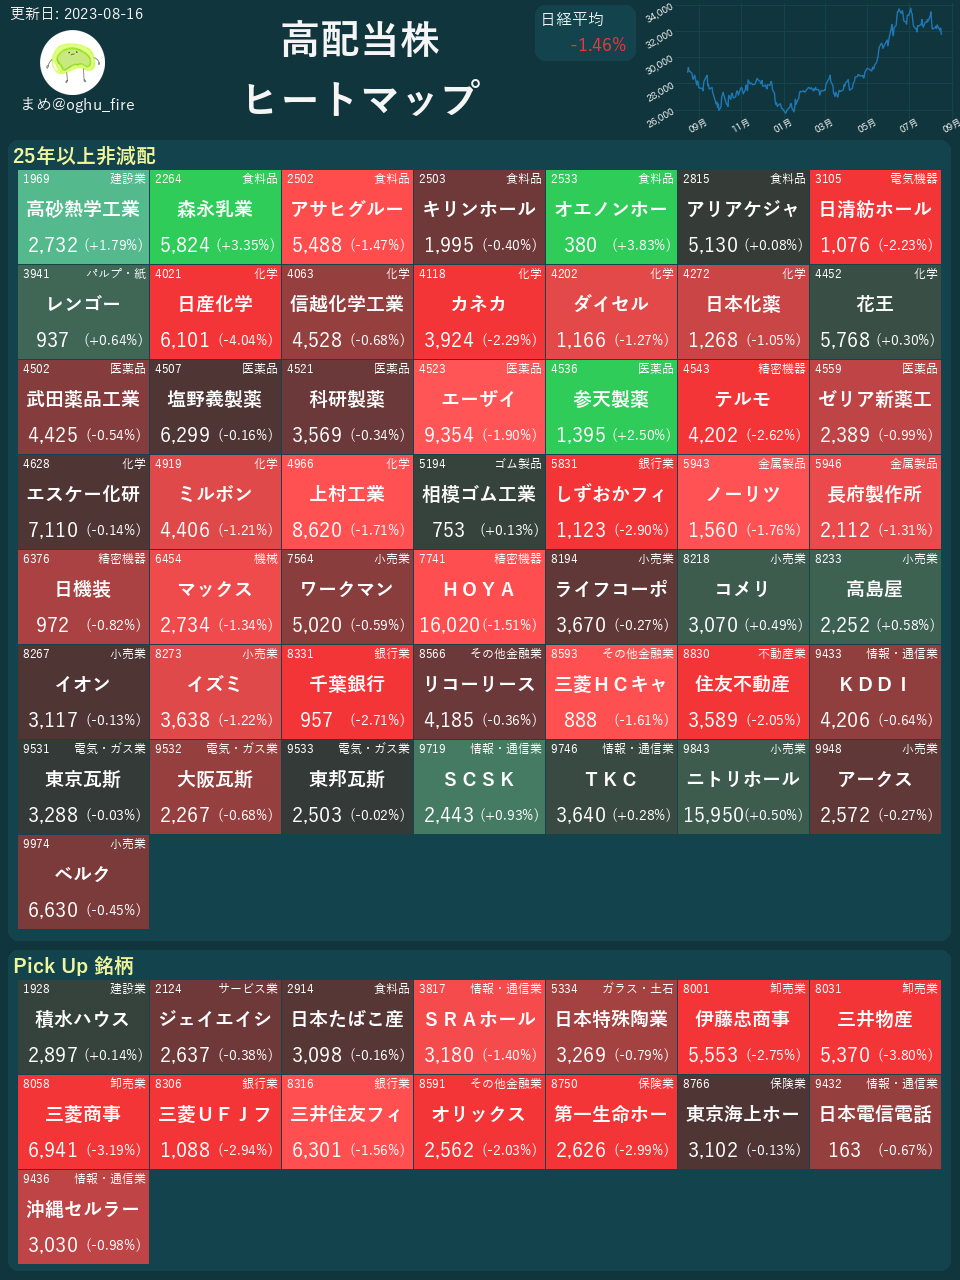 更新日: 2023-08-16
まめ@oghu_fire
高配当株
ヒートマップ
日経平均
-1.46%
34,000
32,000
30,000
28,000
26,000
09月 11月 01月 03月 05月 07月 09月
25年以上非減配
1969 建設業 2264 食料品 2502 食料品 2503 食料品 2533 食料品 2815 食料品 3105 電気機器
高砂熱学工業 森永乳業 アサヒグルー キリンホール オエノンホー アリアケジャ 日清紡ホール
2,732 (+1.79%) 5,824 (+3.35%) 5,488 (-1.47%) 1,995 (-0.40%) 380 (+3.83%) 5,130 (+0.08%) 1,076 (-2.23%)
3941 パルプ・紙 4021 化学 4063 化学 4118 化学 4202 化学 4272 化学 4452 化学
レンゴー 日産化学 信越化学工業 カネカ ダイセル 日本化薬 花王
937 (+0.64%) 6,101 (-4.04%) 4,528 (-0.68%) 3,924 (-2.29%) 1,166 (-1.27%) 1,268 (-1.05%) 5,768 (+0.30%)
4502 医薬品 4507 医薬品 4521 医薬品 4523 医薬品 4536 医薬品 4543 精密機器 4559 医薬品
武田薬品工業 塩野義製薬 科研製薬 エーザイ 参天製薬 テルモ ゼリア新薬工
4,425 (-0.54%) 6,299 (-0.16%) 3,569 (-0.34%) 9,354 (-1.90%) 1,395 (+2.50%) 4,202 (-2.62%) 2,389 (-0.99%)
4628 化学 4919 化学 4966 化学 5194 ゴム製品 5831 銀行業 5943 金属製品 5946 金属製品
エスケー化研 ミルボン 上村工業 相模ゴム工業 しずおかフィ ノーリツ 長府製作所
7,110 (-0.14%) 4,406 (-1.21%) 8,620 (-1.71%) 753 (+0.13%) 1,123 (-2.90%) 1,560 (-1.76%) 2,112 (-1.31%)
6376 精密機器 6454 機械 7564 小売業 7741 精密機器 8194 小売業 8218 小売業 8233 小売業
日機装 マックス ワークマン HOYA ライフコーポ コメリ 高島屋
972 (-0.82%) 2,734 (-1.34%) 5,020 (-0.59%) 16,020(-1.51%) 3,670 (-0.27%) 3,070 (+0.49%) 2,252 (+0.58%)
8267 小売業 8273 小売業 8331 銀行業 8566 その他金融業 8593 その他金融業 8830 不動産業 9433 情報・通信業
イオン イズミ 千葉銀行 リコーリース 三菱HCキャ 住友不動産 KDDI
3,117 (-0.13%) 3,638 (-1.22%) 957 (-2.71%) 4,185 (-0.36%) 888 (-1.61%) 3,589 (-2.05%) 4,206 (-0.64%)
9531 電気・ガス業 9532 電気・ガス業 9533 電気・ガス業 9719 情報・通信業 9746 情報・通信業 9843 小売業 9948 小売業
東京瓦斯 大阪瓦斯 東邦瓦斯 SCSK TKC ニトリホール アークス
3,288 (-0.03%) 2,267 (-0.68%) 2,503 (-0.02%) 2,443 (+0.93%) 3,640 (+0.28%) 15,950(+0.50%) 2,572 (-0.27%)
9974 小売業
ベルク
6,630 (-0.45%)
Pick Up 銘柄
1928 建設業 2124 サービス業 2914 食料品 3817 情報・通信業 5334 ガラス・土石 8001 卸売業 8031 卸売業
積水ハウス ジェイエイシ 日本たばこ産 SRAホール 日本特殊陶業 伊藤忠商事 三井物産
2,897 (+0.14%) 2,637 (-0.38%) 3,098 (-0.16%) 3,180 (-1.40%) 3,269 (-0.79%) 5,553 (-2.75%) 5,370 (-3.80%)
8058 卸売業 8306 銀行業 8316 銀行業 8591 その他金融業 8750 保険業 8766 保険業 9432 情報・通信業
三菱商事 三菱UFJフ 三井住友フィ オリックス 第一生命ホー 東京海上ホー 日本電信電話
6,941 (-3.19%) 1,088 (-2.94%) 6,301 (-1.56%) 2,562 (-2.03%) 2,626 (-2.99%) 3,102 (-0.13%) 163 (-0.67%)
9436 情報・通信業
沖縄セルラー
3,030 (-0.98%)